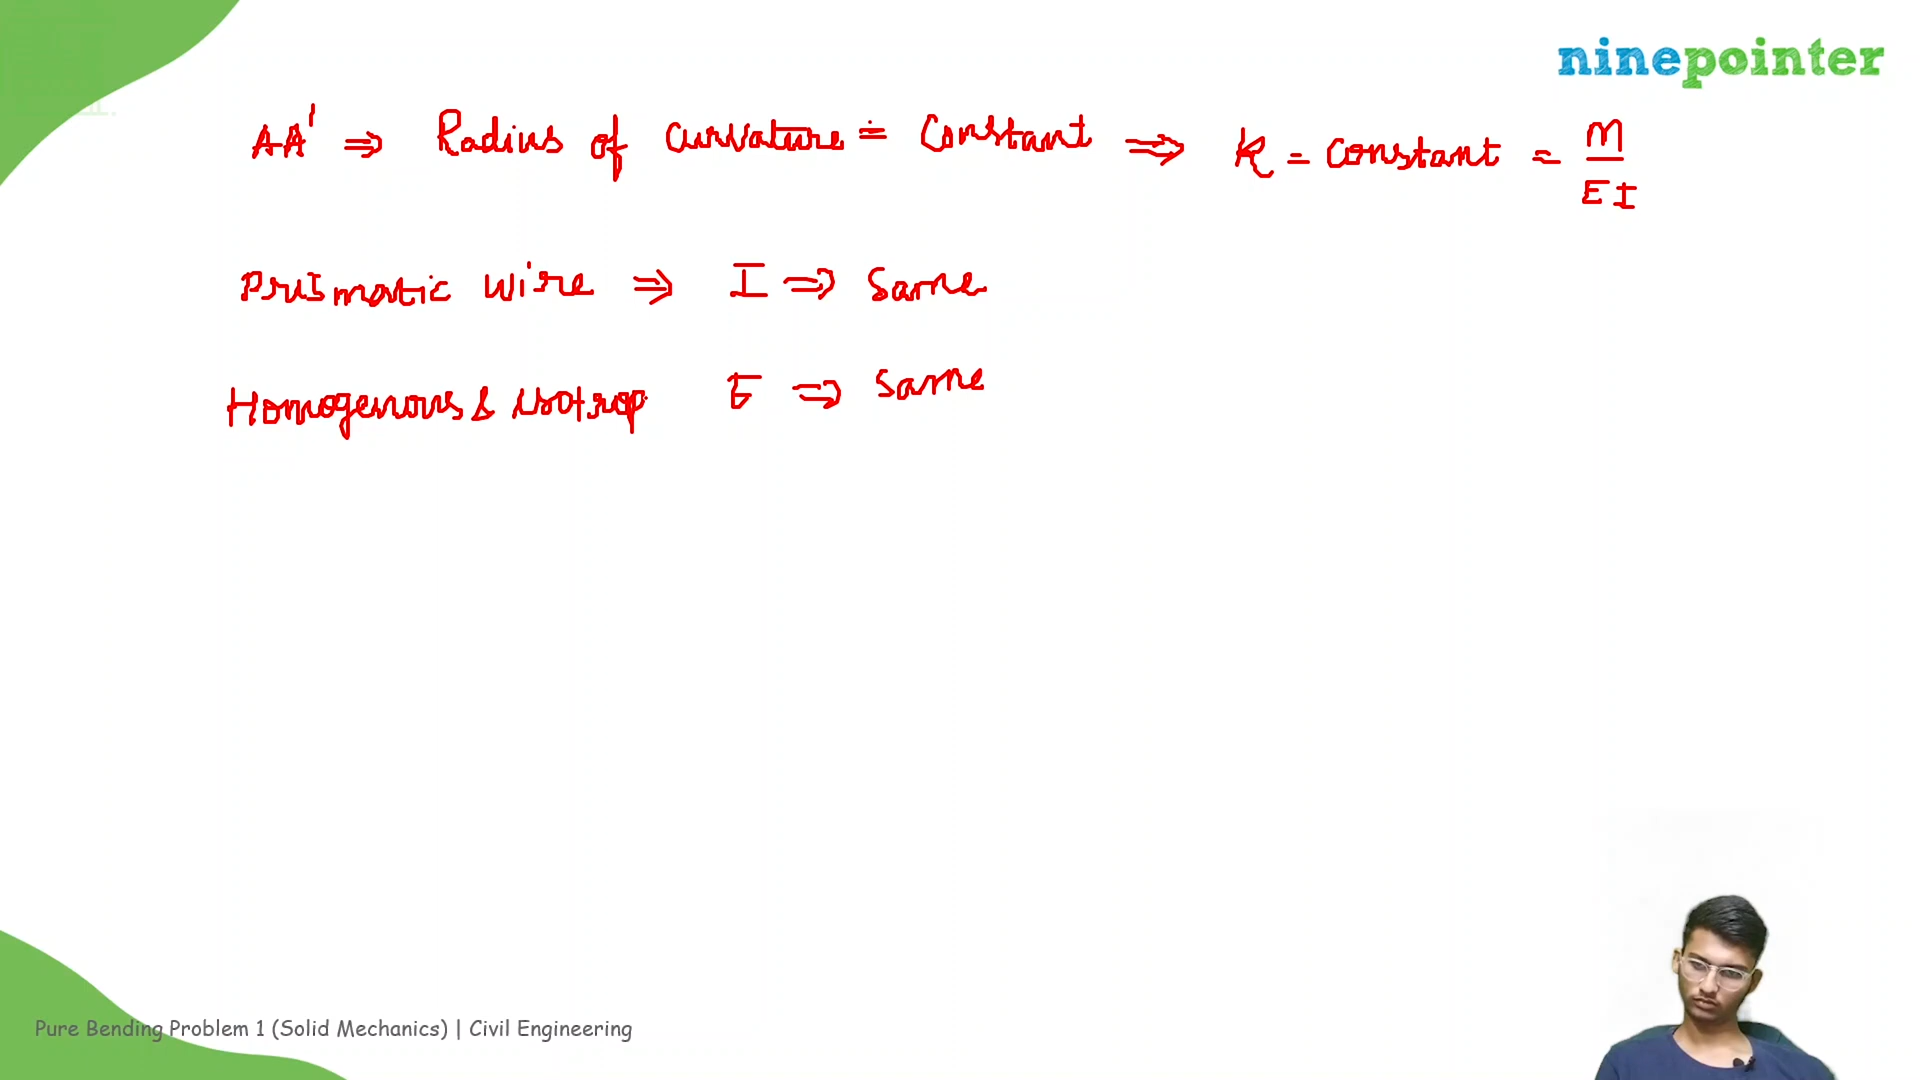 ninepointer
AA' ⇒ Radius of curvature = Constant ⇒ K = constant = M/EI
Prismatic wire ⇒ I ⇒ Same
Homogenous & isotrop E ⇒ Same
Pure Bending Problem 1 (Solid Mechanics) | Civil Engineering